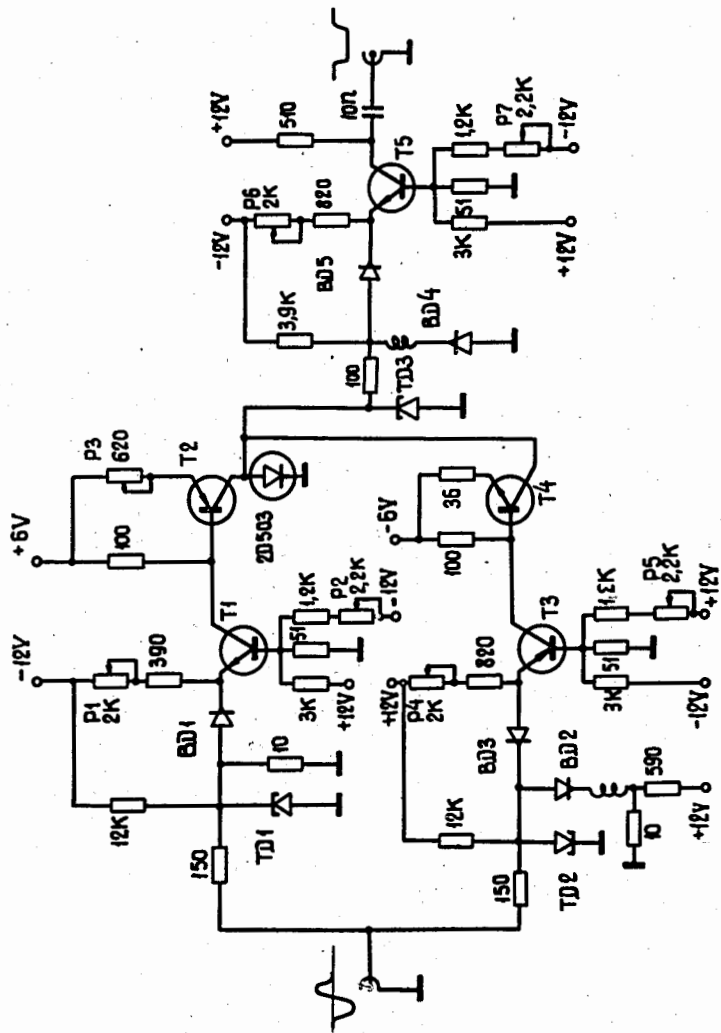 -12V
+6V
P1
2K
390
12K
BD1
T1
100
P3
620
T2
2D503
150
TD1
10
3K
+12V
51
1,2K
P2
2,2K
-12V
+12V
P4
2K
820
12K
BD3
T3
-6V
100
36
T4
150
TD2
BD2
10
590
+12V
3K
-12V
51
1,2K
P5
2,2K
+12V
100
TD3
3,9K
BD4
BD5
-12V
P6
2K
820
+12V
510
10n
T5
3K
+12V
51
1,2K
P7
2,2K
-12V